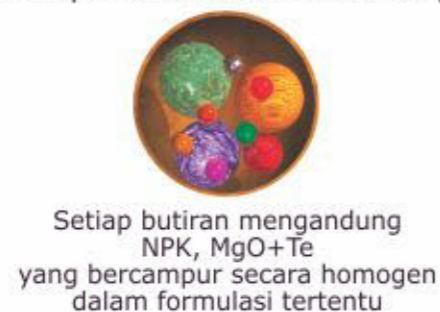 Setiap butiran mengandung
NPK, MgO+Te
yang bercampur secara homogen
dalam formulasi tertentu